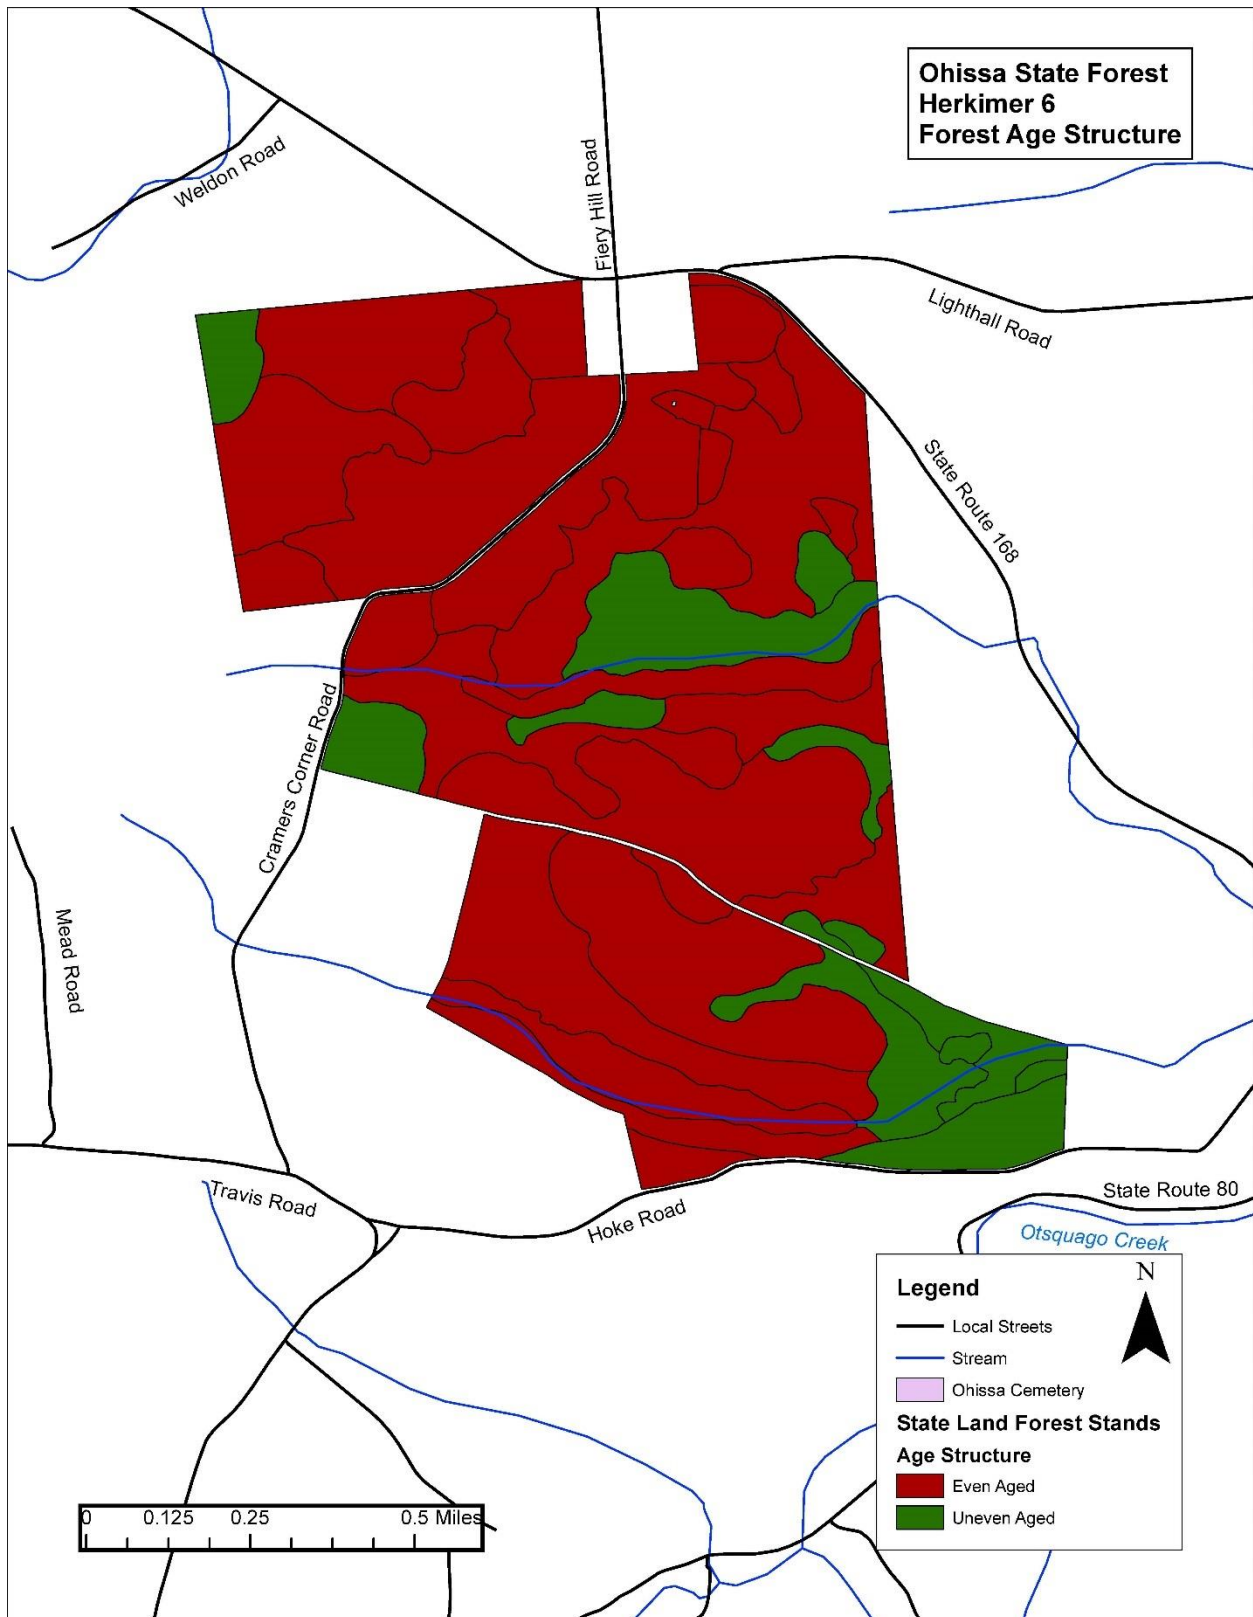 Ohissa State Forest
Herkimer 6
Forest Age Structure
Weldon Road
Fiery Hill Road
Lighthall Road
State Route 168
Cramers Corner Road
Mead Road
Travis Road
Hoke Road
State Route 80
Otsquago Creek
Legend
N
Local Streets
Stream
Ohissa Cemetery
State Land Forest Stands
Age Structure
Even Aged
Uneven Aged
0 0.125 0.25 0.5 Miles